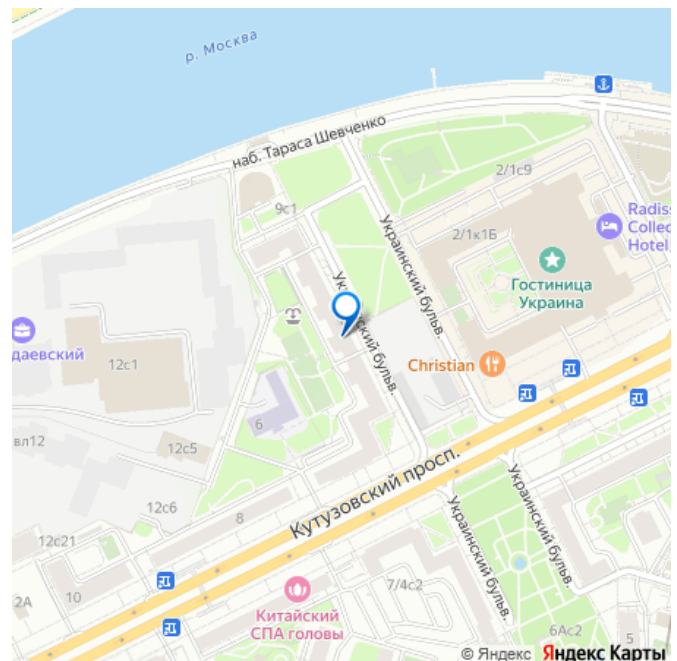 р. Москва
наб. Тараса Шевченко
2/1с9
9с1
Украинский бульв.
2/1к1Б
Radiss
Collec
Hotel
Гостиница
Украина
Украинский бульв.
даевский
12с1
Christian
6
вл12
12с5
Кутузовский просп.
12с6
8
12с21
Украинский бульв.
Украинский бульв.
2А
10
Китайский
СПА головы
7/4с2
6Ас2
5
© Яндекс Яндекс Карты